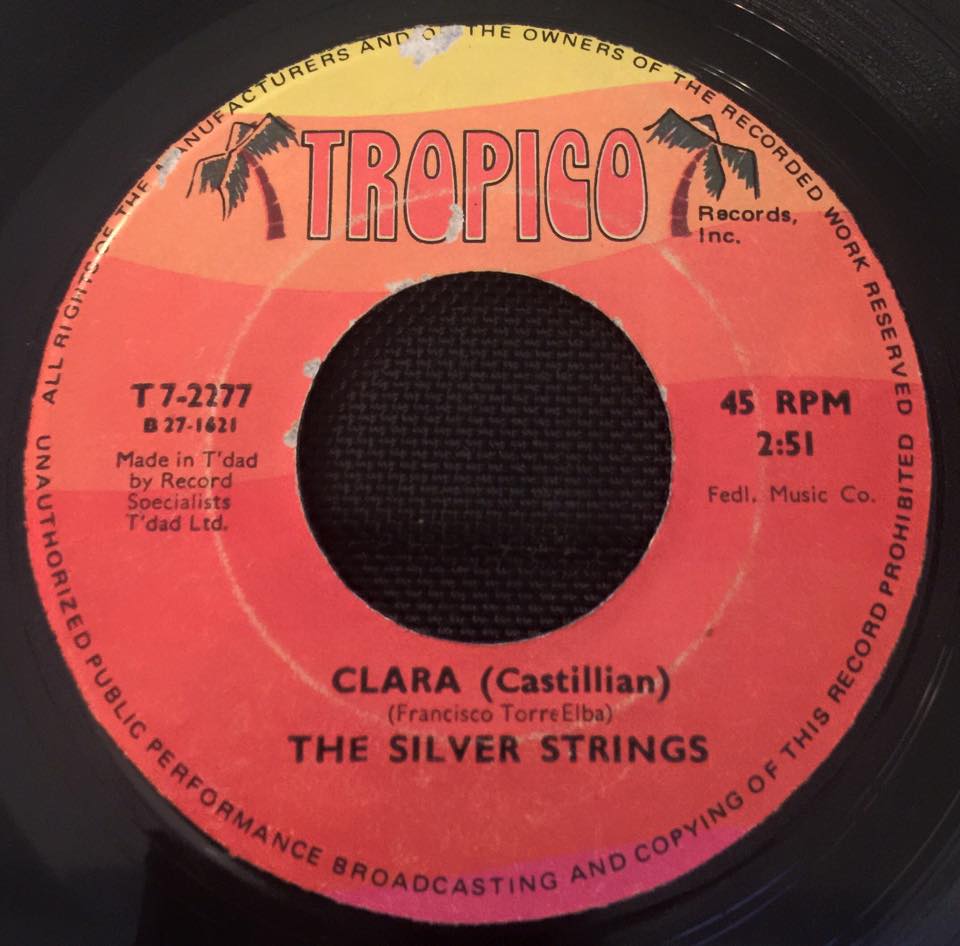 ALL RIGHTS OF THE MANUFACTURERS AND OF THE OWNERS OF THE RECORDED WORK RESERVED
TROPICO
Records,
Inc.
T 7-2277
B 27-1621
Made in T'dad
by Record
Specialists
T'dad Ltd.
45 RPM
2:51
Fedl. Music Co.
CLARA (Castillian)
(Francisco TorreElba)
THE SILVER STRINGS
UNAUTHORIZED PUBLIC PERFORMANCE BROADCASTING AND COPYING OF THIS RECORD PROHIBITED